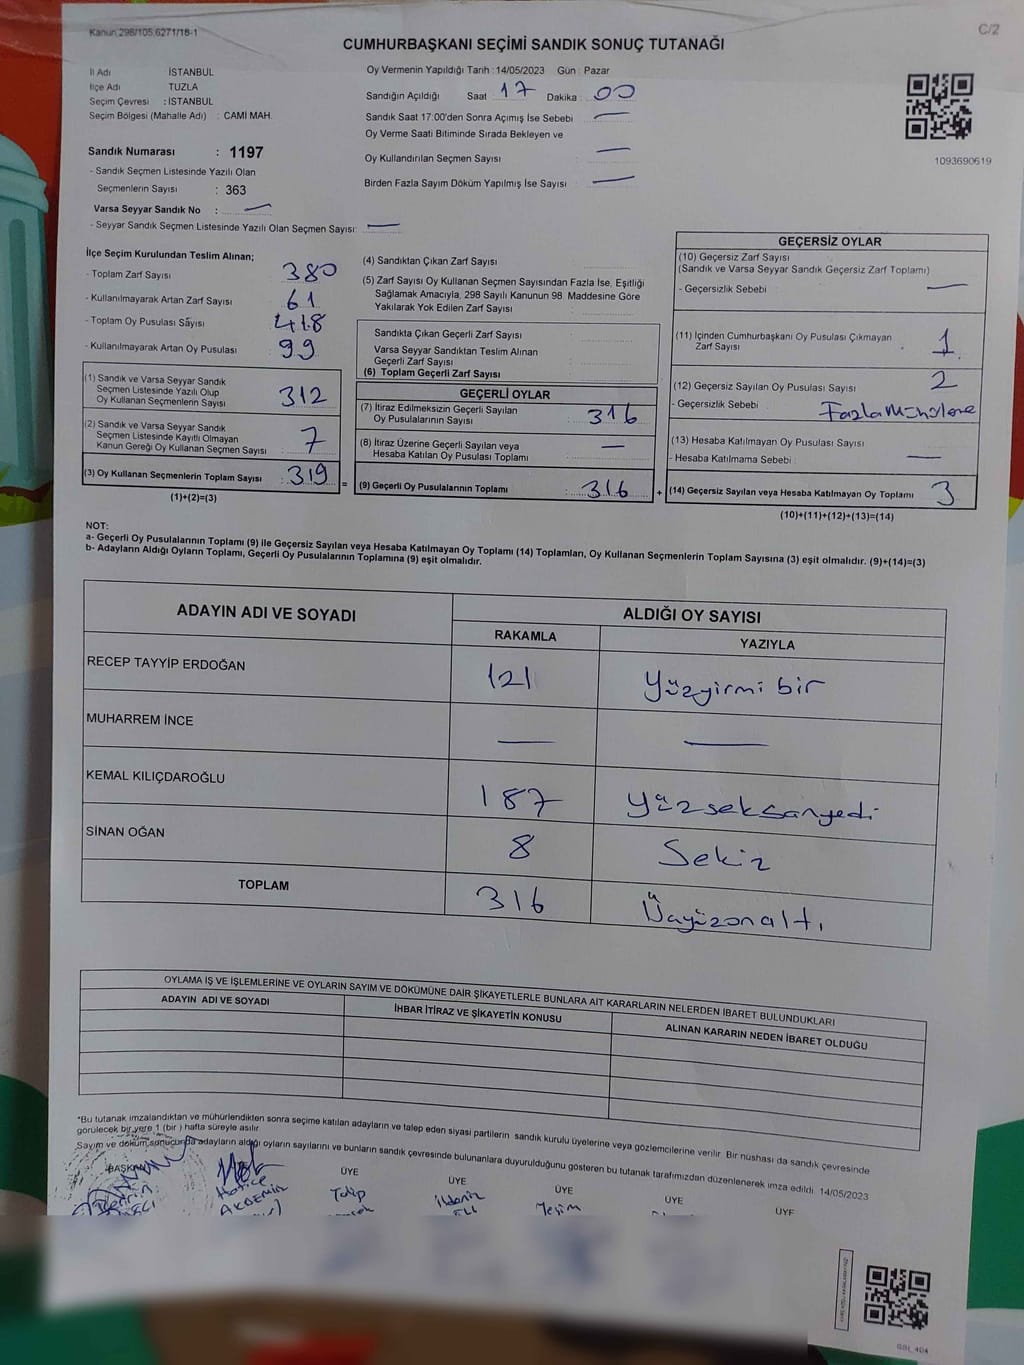 Kanun 298/105,6271/18-1
C/2
CUMHURBAŞKANI SEÇİMİ SANDIK SONUÇ TUTANAĞI
İl Adı İSTANBUL
İlçe Adı TUZLA
Seçim Çevresi : İSTANBUL
Seçim Bölgesi (Mahalle Adı) : CAMİ MAH.
Sandık Numarası : 1197
- Sandık Seçmen Listesinde Yazılı Olan
Seçmenlerin Sayısı : 363
Varsa Seyyar Sandık No : —
- Seyyar Sandık Seçmen Listesinde Yazılı Olan Seçmen Sayısı: —
Oy Vermenin Yapıldığı Tarih : 14/05/2023 Gün : Pazar
Sandığın Açıldığı Saat 17 Dakika : 00
Sandık Saat 17:00'den Sonra Açımış İse Sebebi —
Oy Verme Saati Bitiminde Sırada Bekleyen ve
Oy Kullandırılan Seçmen Sayısı —
Birden Fazla Sayım Döküm Yapılmış İse Sayısı : —
1093690619
İlçe Seçim Kurulundan Teslim Alınan;
- Toplam Zarf Sayısı : 380
- Kullanılmayarak Artan Zarf Sayısı : 61
- Toplam Oy Pusulası Sayısı : 418
- Kullanılmayarak Artan Oy Pusulası : 99
(1) Sandık ve Varsa Seyyar Sandık
Seçmen Listesinde Yazılı Olup
Oy Kullanan Seçmenlerin Sayısı : 312
(2) Sandık ve Varsa Seyyar Sandık
Seçmen Listesinde Kayıtlı Olmayan
Kanun Gereği Oy Kullanan Seçmen Sayısı : 7
(3) Oy Kullanan Seçmenlerin Toplam Sayısı : 319
(1)+(2)=(3)
=
(4) Sandıktan Çıkan Zarf Sayısı :
(5) Zarf Sayısı Oy Kullanan Seçmen Sayısından Fazla İse, Eşitliği
Sağlamak Amacıyla, 298 Sayılı Kanunun 98 Maddesine Göre
Yakılarak Yok Edilen Zarf Sayısı :
Sandıkta Çıkan Geçerli Zarf Sayısı :
Varsa Seyyar Sandıktan Teslim Alınan
Geçerli Zarf Sayısı :
(6) Toplam Geçerli Zarf Sayısı :
GEÇERLİ OYLAR
(7) İtiraz Edilmeksizin Geçerli Sayılan
Oy Pusulalarının Sayısı : 316
(8) İtiraz Üzerine Geçerli Sayılan veya
Hesaba Katılan Oy Pusulası Toplamı : —
(9) Geçerli Oy Pusulalarının Toplamı : 316
+
GEÇERSİZ OYLAR
(10) Geçersiz Zarf Sayısı
(Sandık ve Varsa Seyyar Sandık Geçersiz Zarf Toplamı)
- Geçersizlik Sebebi : —
(11) İçinden Cumhurbaşkanı Oy Pusulası Çıkmayan
Zarf Sayısı : 1
(12) Geçersiz Sayılan Oy Pusulası Sayısı : 2
- Geçersizlik Sebebi :
(13) Hesaba Katılmayan Oy Pusulası Sayısı :
- Hesaba Katılmama Sebebi : —
(14) Geçersiz Sayılan veya Hesaba Katılmayan Oy Toplamı : 3
(10)+(11)+(12)+(13)=(14)
NOT:
a- Geçerli Oy Pusulalarının Toplamı (9) ile Geçersiz Sayılan veya Hesaba Katılmayan Oy Toplamı (14) Toplamları, Oy Kullanan Seçmenlerin Toplam Sayısına (3) eşit olmalıdır. (9)+(14)=(3)
b- Adayların Aldığı Oyların Toplamı, Geçerli Oy Pusulalarının Toplamına (9) eşit olmalıdır.
ADAYIN ADI VE SOYADI ALDIĞI OY SAYISI
RAKAMLA YAZIYLA
RECEP TAYYİP ERDOĞAN 121 Yüzyirmi bir
MUHARREM İNCE — —
KEMAL KILIÇDAROĞLU 187 Yüzseksanyedi
SİNAN OĞAN 8 Sekiz
TOPLAM 316 Üçyüzonaltı
OYLAMA İŞ VE İŞLEMLERİNE VE OYLARIN SAYIM VE DÖKÜMÜNE DAİR ŞİKAYETLERLE BUNLARA AİT KARARLARIN NELERDEN İBARET BULUNDUKLARI
ADAYIN ADI VE SOYADI İHBAR İTİRAZ VE ŞİKAYETİN KONUSU ALINAN KARARIN NEDEN İBARET OLDUĞU
*Bu tutanak imzalandıktan ve mühürlendikten sonra seçime katılan adayların ve talep eden siyasi partilerin sandık kurulu üyelerine veya gözlemcilerine verilir. Bir nüshası da sandık çevresinde
görülecek bir yere 1 (bir) hafta süreyle asılır.
Sayım ve döküm sonucunda adayların aldığı oyların sayılarını ve bunların sandık çevresinde bulunanlara duyurulduğunu gösteren bu tutanak tarafımızdan düzenlenerek imza edildi. 14/05/2023
BAŞKAN ÜYE ÜYE ÜYE ÜYE ÜYE
Hatice
AKDEMİR